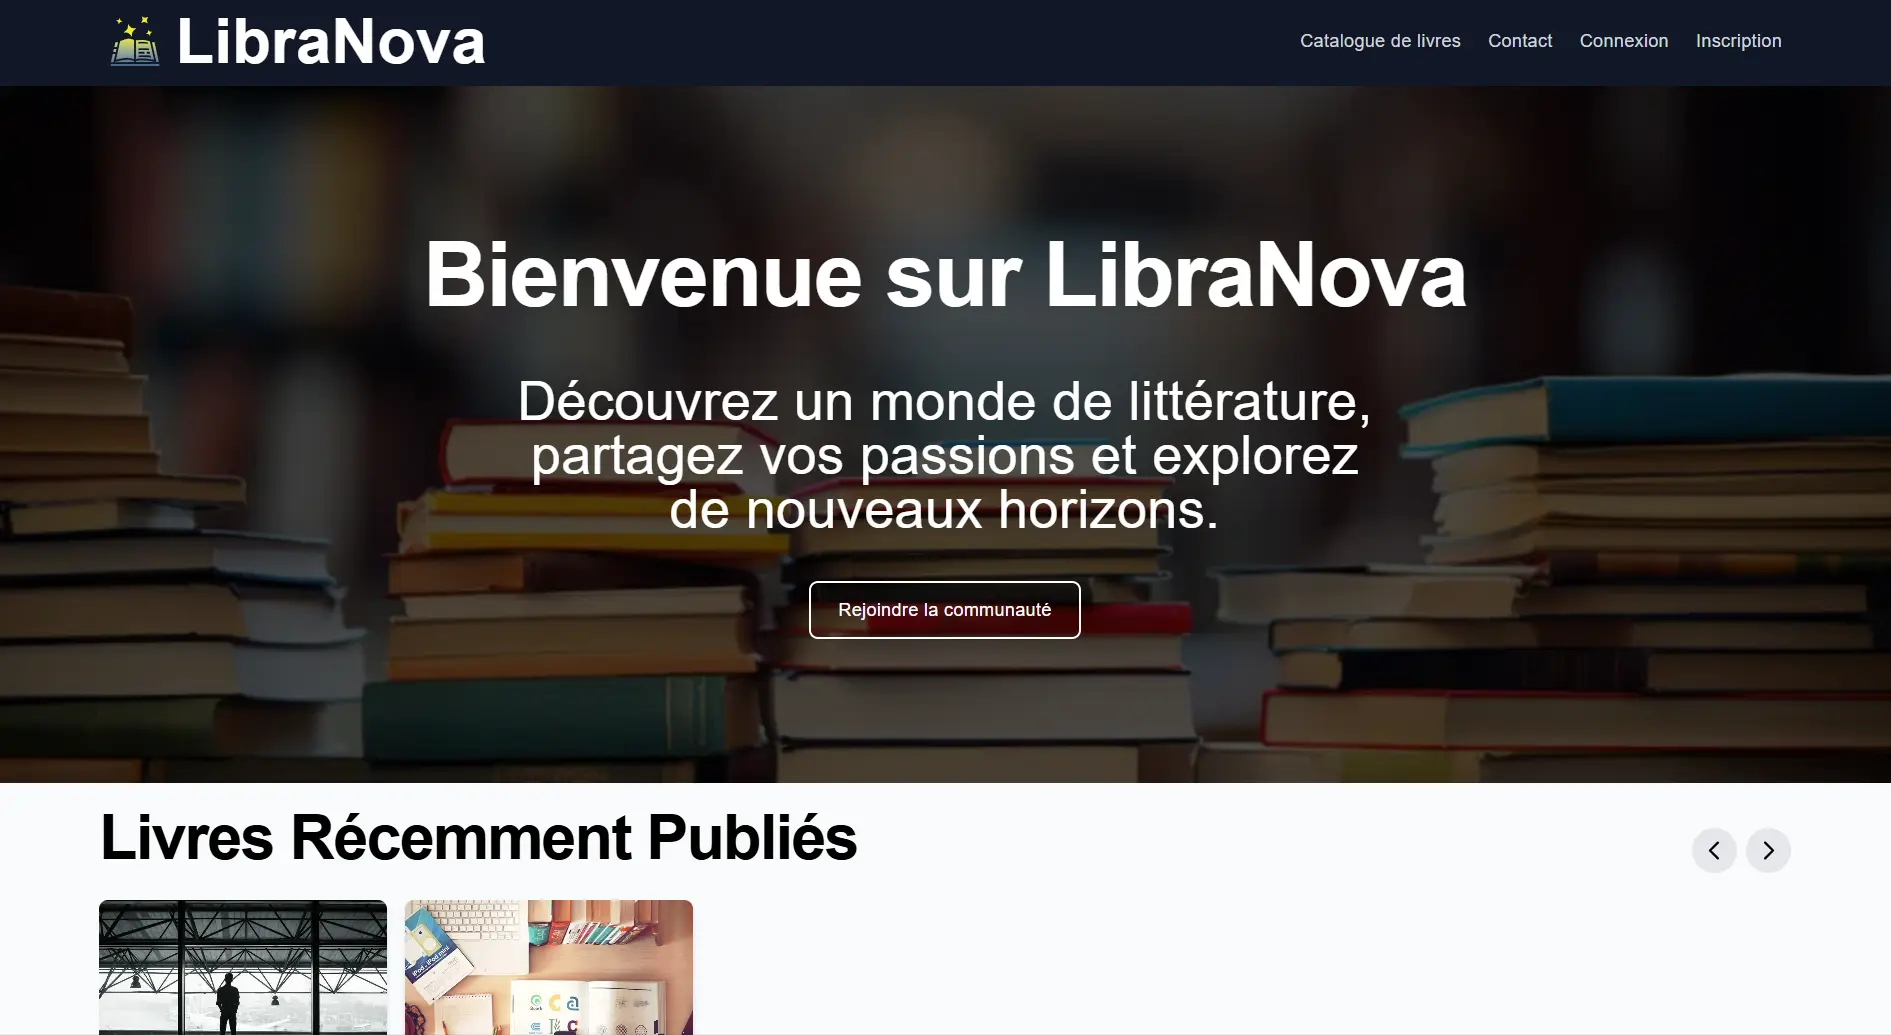 LibraNova
Catalogue de livres
Contact
Connexion
Inscription
Bienvenue sur LibraNova
Découvrez un monde de littérature,
partagez vos passions et explorez
de nouveaux horizons.
Rejoindre la communauté
Livres Récemment Publiés